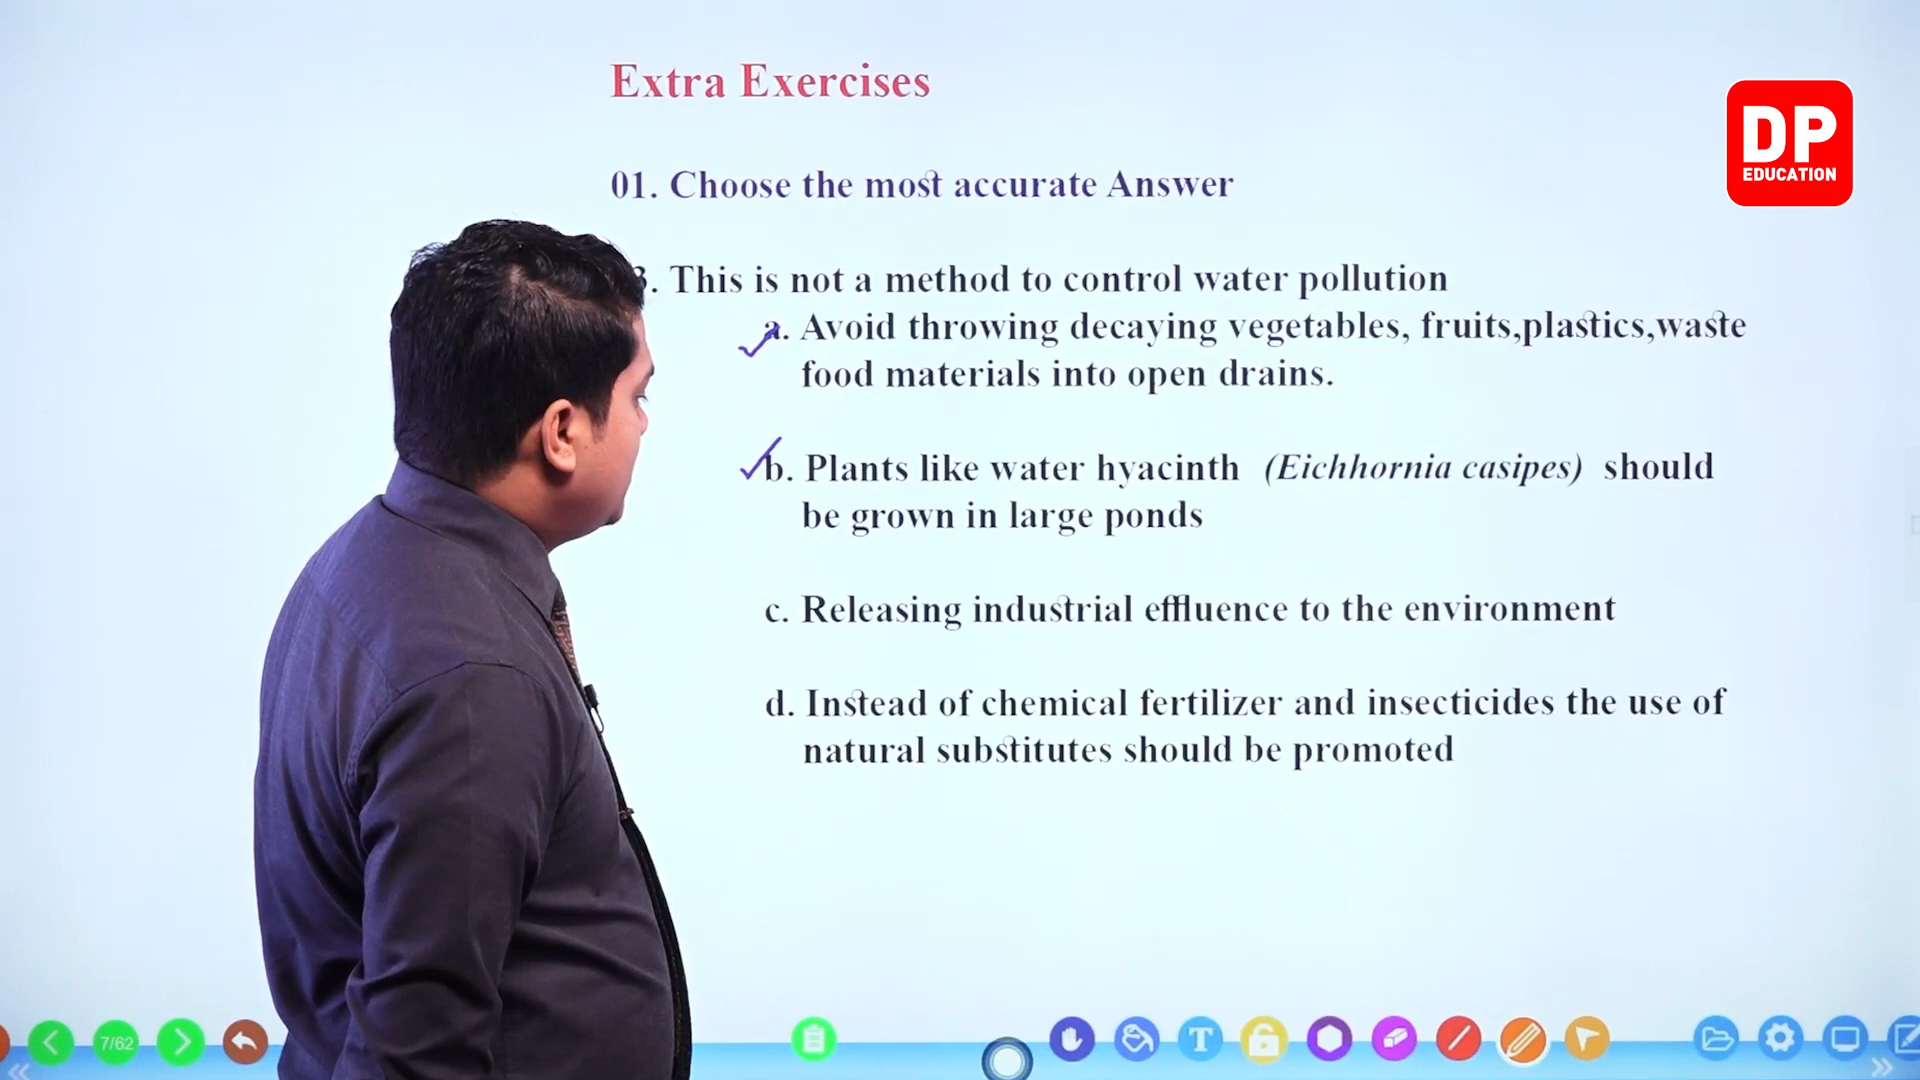 Extra Exercises
DP
EDUCATION
01. Choose the most accurate Answer
3. This is not a method to control water pollution
a. Avoid throwing decaying vegetables, fruits,plastics,waste
food materials into open drains.
b. Plants like water hyacinth (Eichhornia casipes) should
be grown in large ponds
c. Releasing industrial effluence to the environment
d. Instead of chemical fertilizer and insecticides the use of
natural substitutes should be promoted
7/62
T